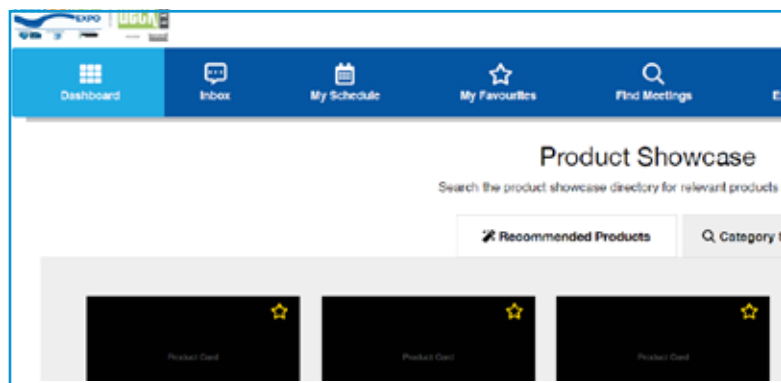 EXPO
Dashboard
Inbox
My Schedule
My Favourites
Find Meetings
Product Showcase
Search the product showcase directory for relevant products
Recommended Products
Category
Product Card
Product Card
Product Card